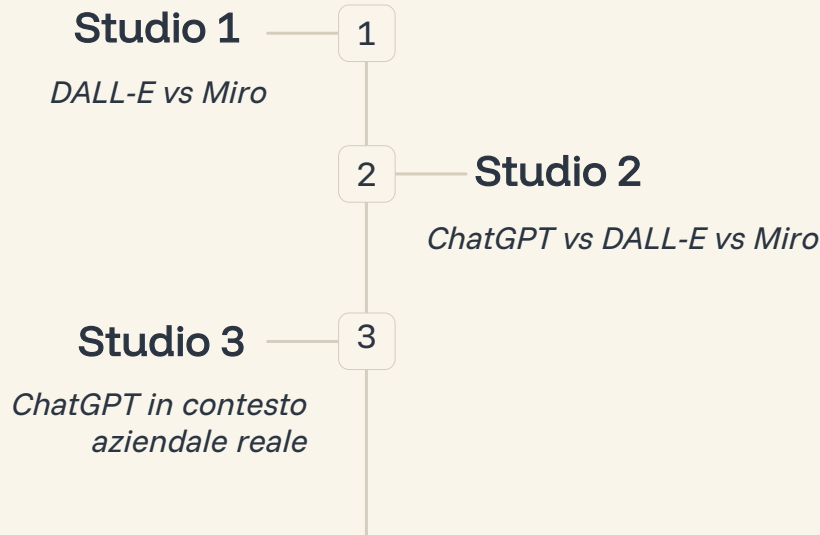 Studio 1
1
DALL-E vs Miro
2
Studio 2
ChatGPT vs DALL-E vs Miro
Studio 3
3
ChatGPT in contesto
aziendale reale